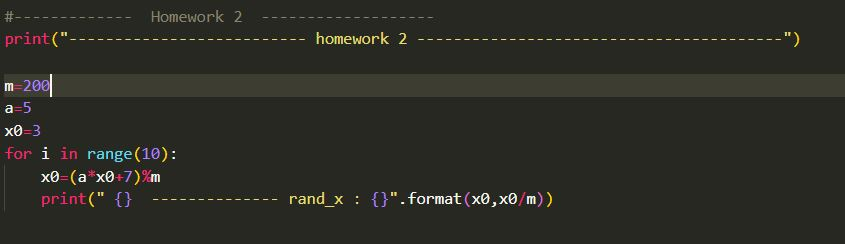 #------------  Homework 2  ------------------
print("-------------------------- homework 2 ----------------------------------------")
m=200
a=5
x0=3
for i in range(10):
    x0=(a*x0+7)%m
    print(" {}  -------------- rand_x : {}".format(x0,x0/m))